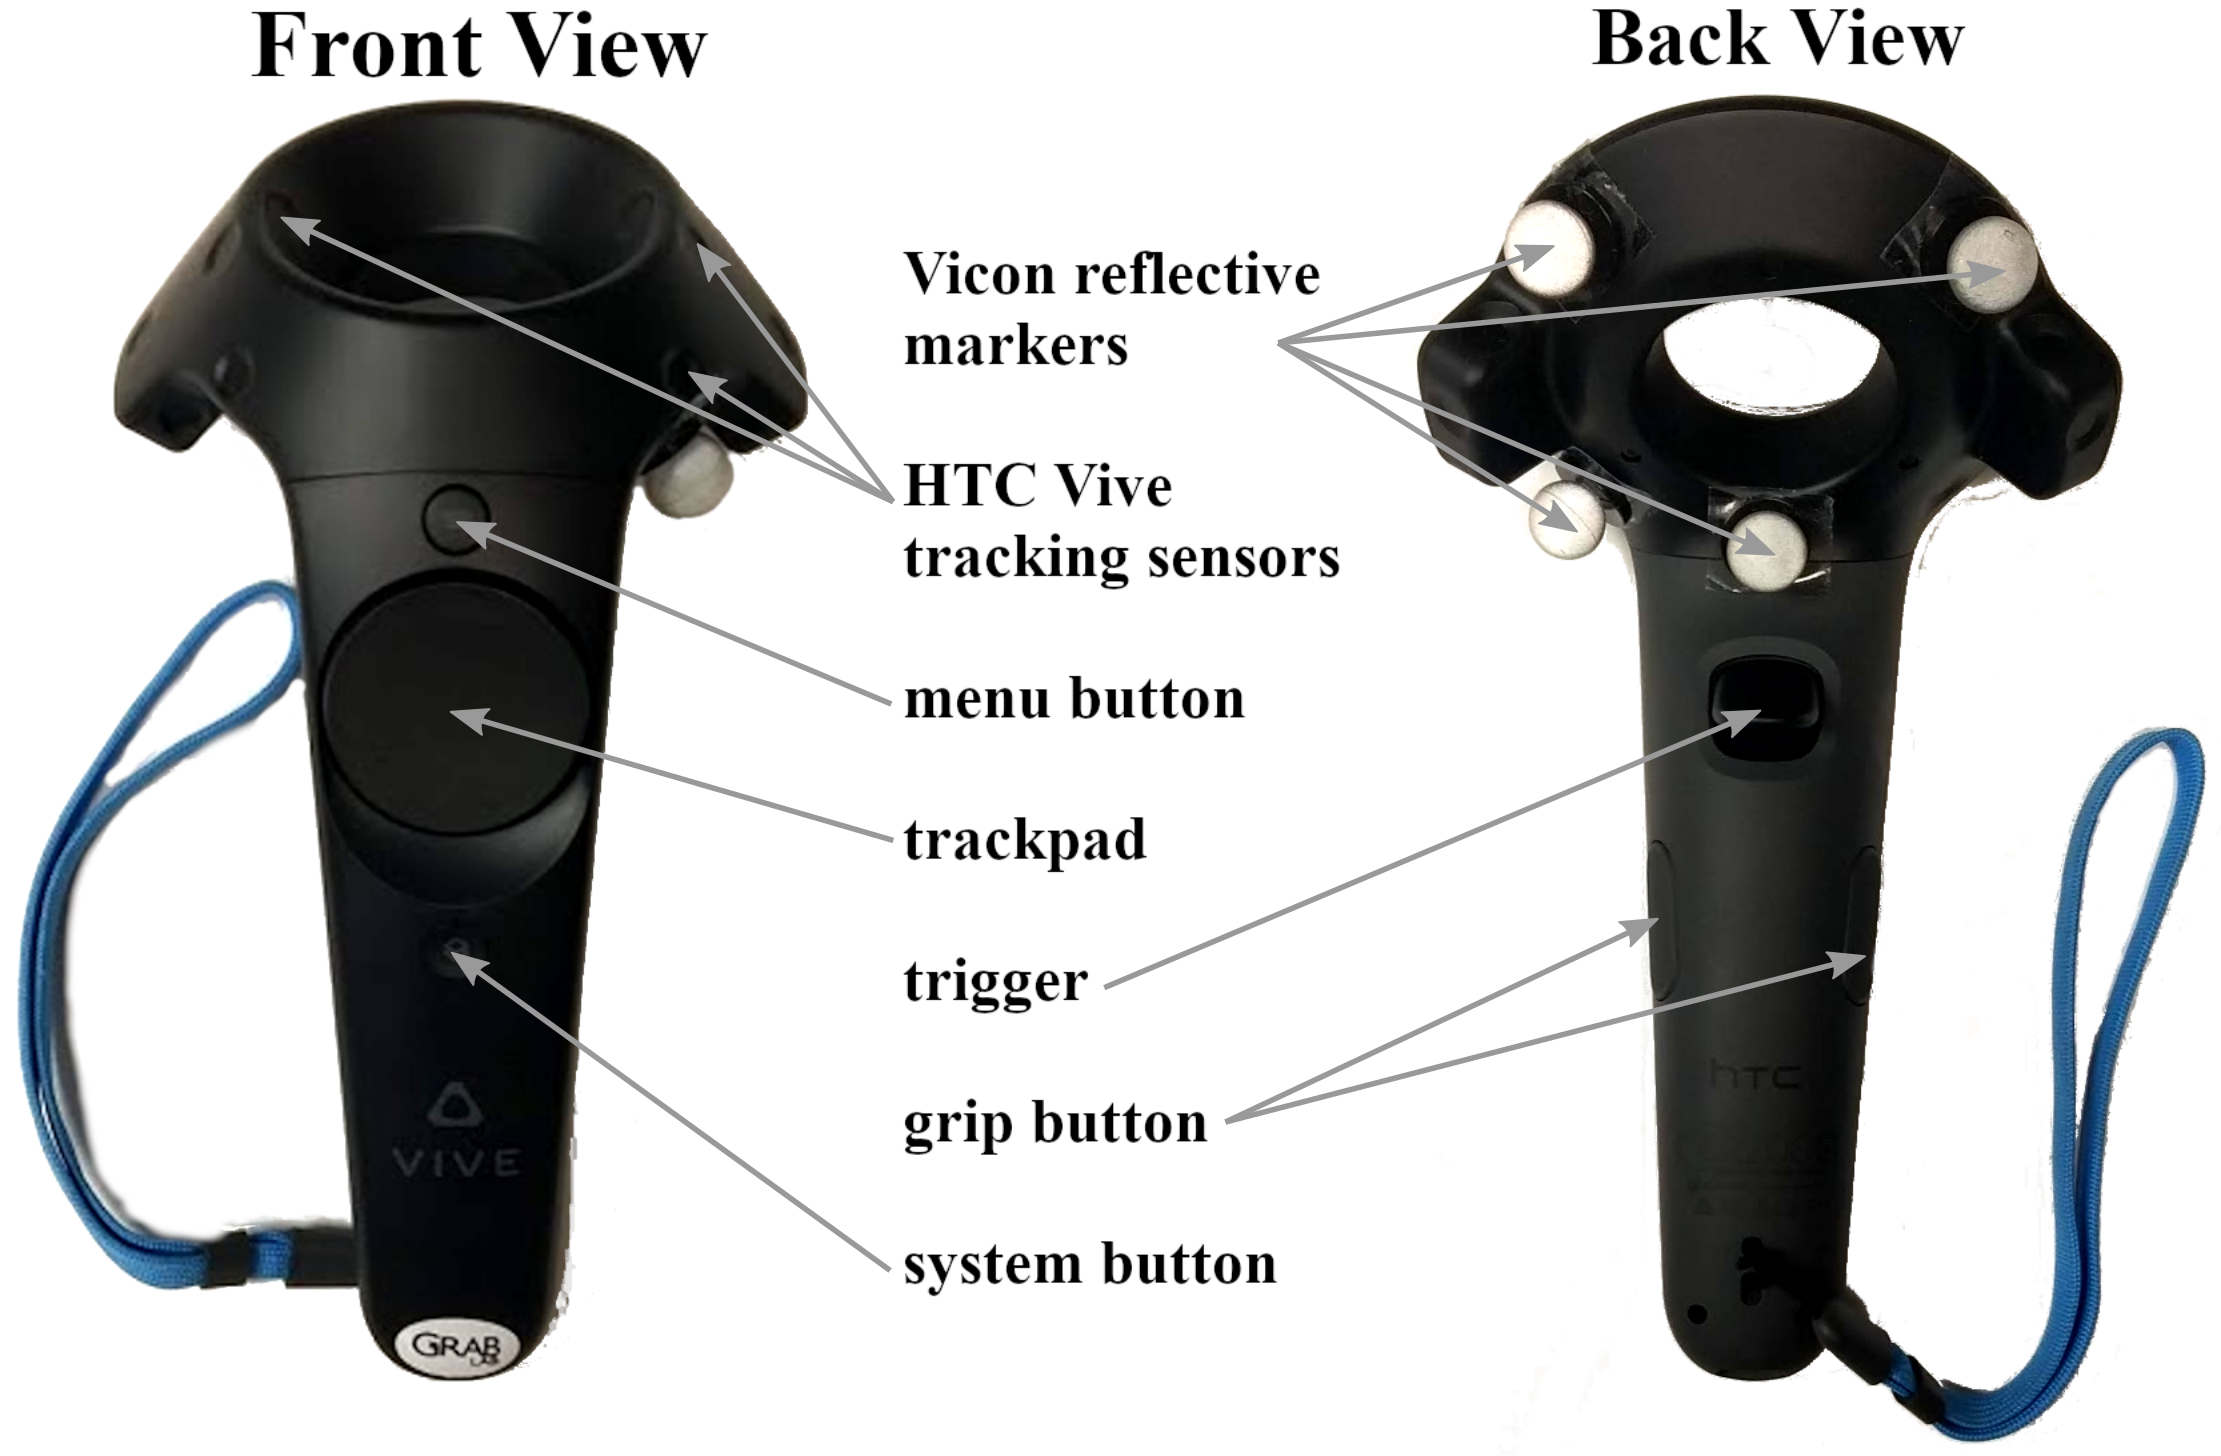 Front View
Back View
Vicon reflective
markers
HTC Vive
tracking sensors
menu button
trackpad
trigger
grip button
system button
VIVE
GRAB
hTC